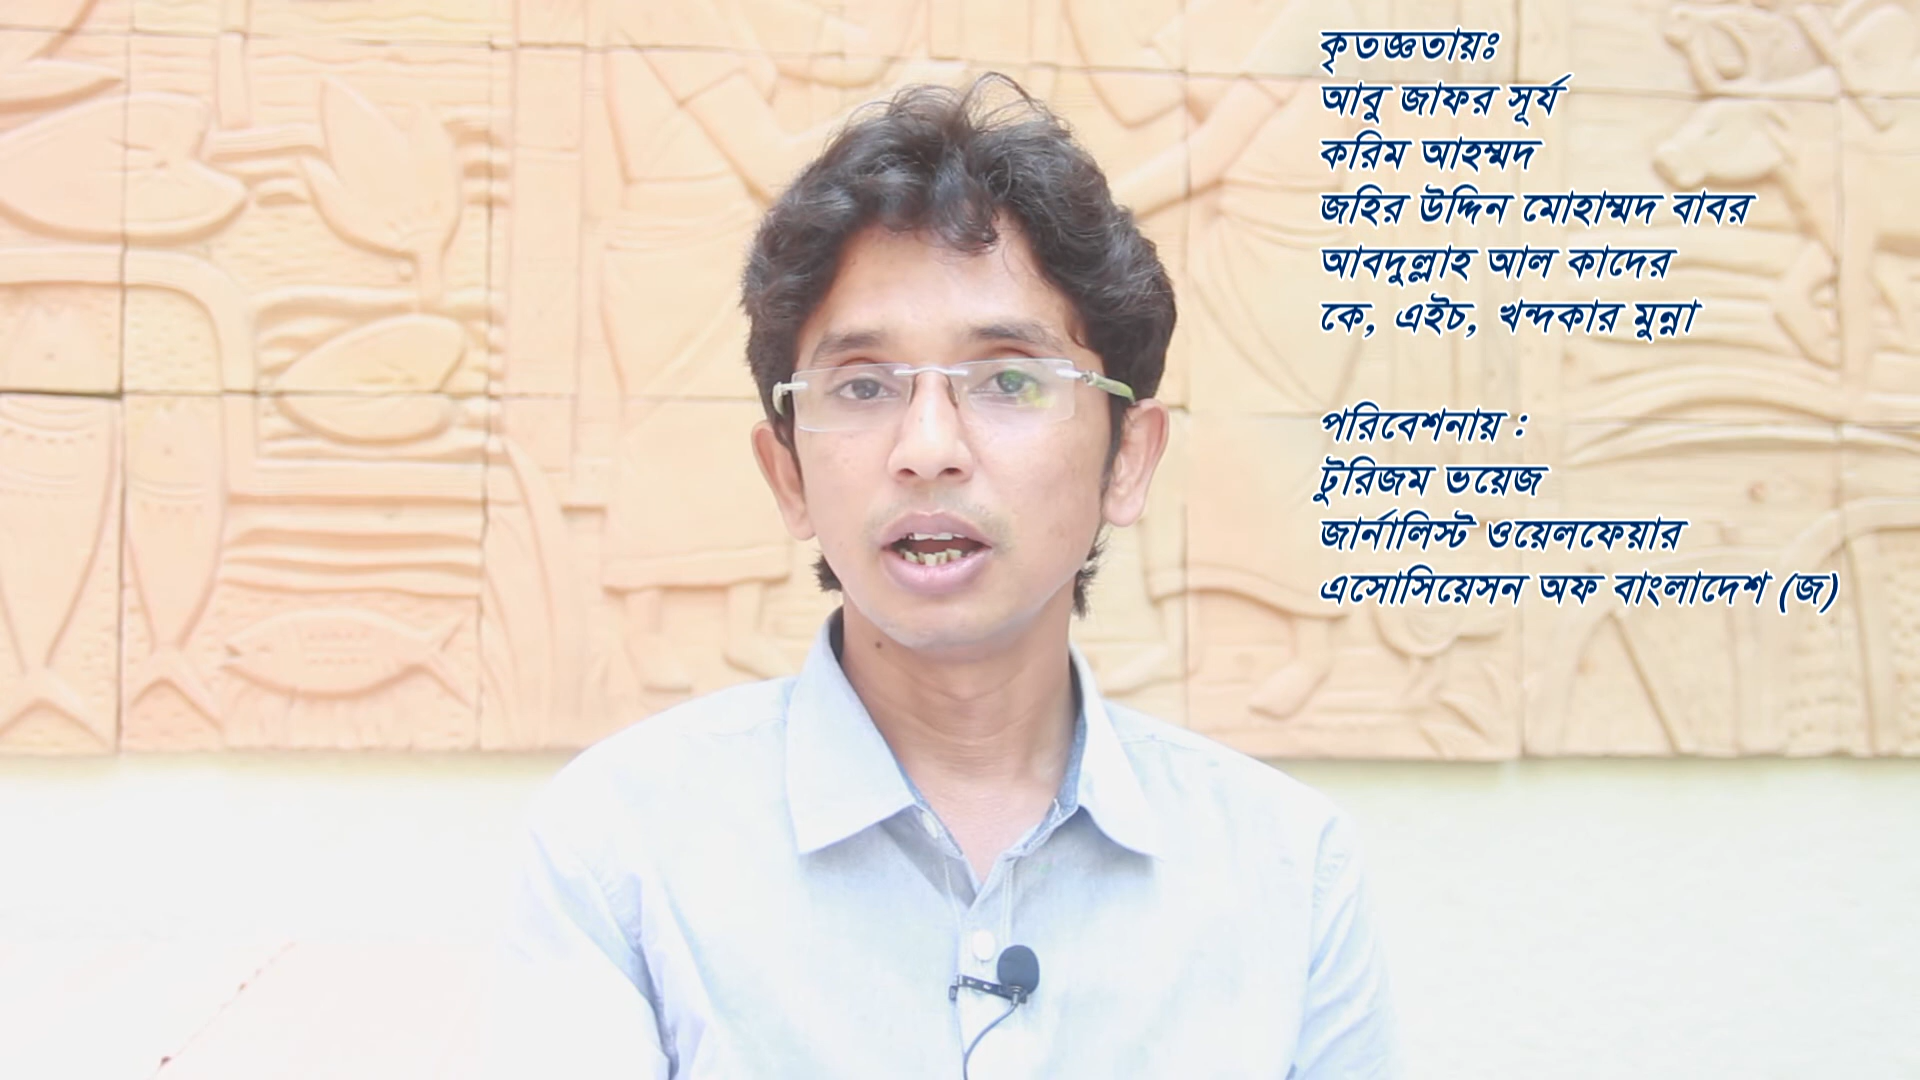 কৃতজ্ঞতায়ঃ
আবু জাফর সূর্য
করিম আহম্মদ
জহির উদ্দিন মোহাম্মদ বাবর
আবদুল্লাহ আল কাদের
কে, এইচ, খন্দকার মুন্না
পরিবেশনায় :
টুরিজম ভয়েজ
জার্নালিস্ট ওয়েলফেয়ার
এসোসিয়েসন অফ বাংলাদেশ (জ)